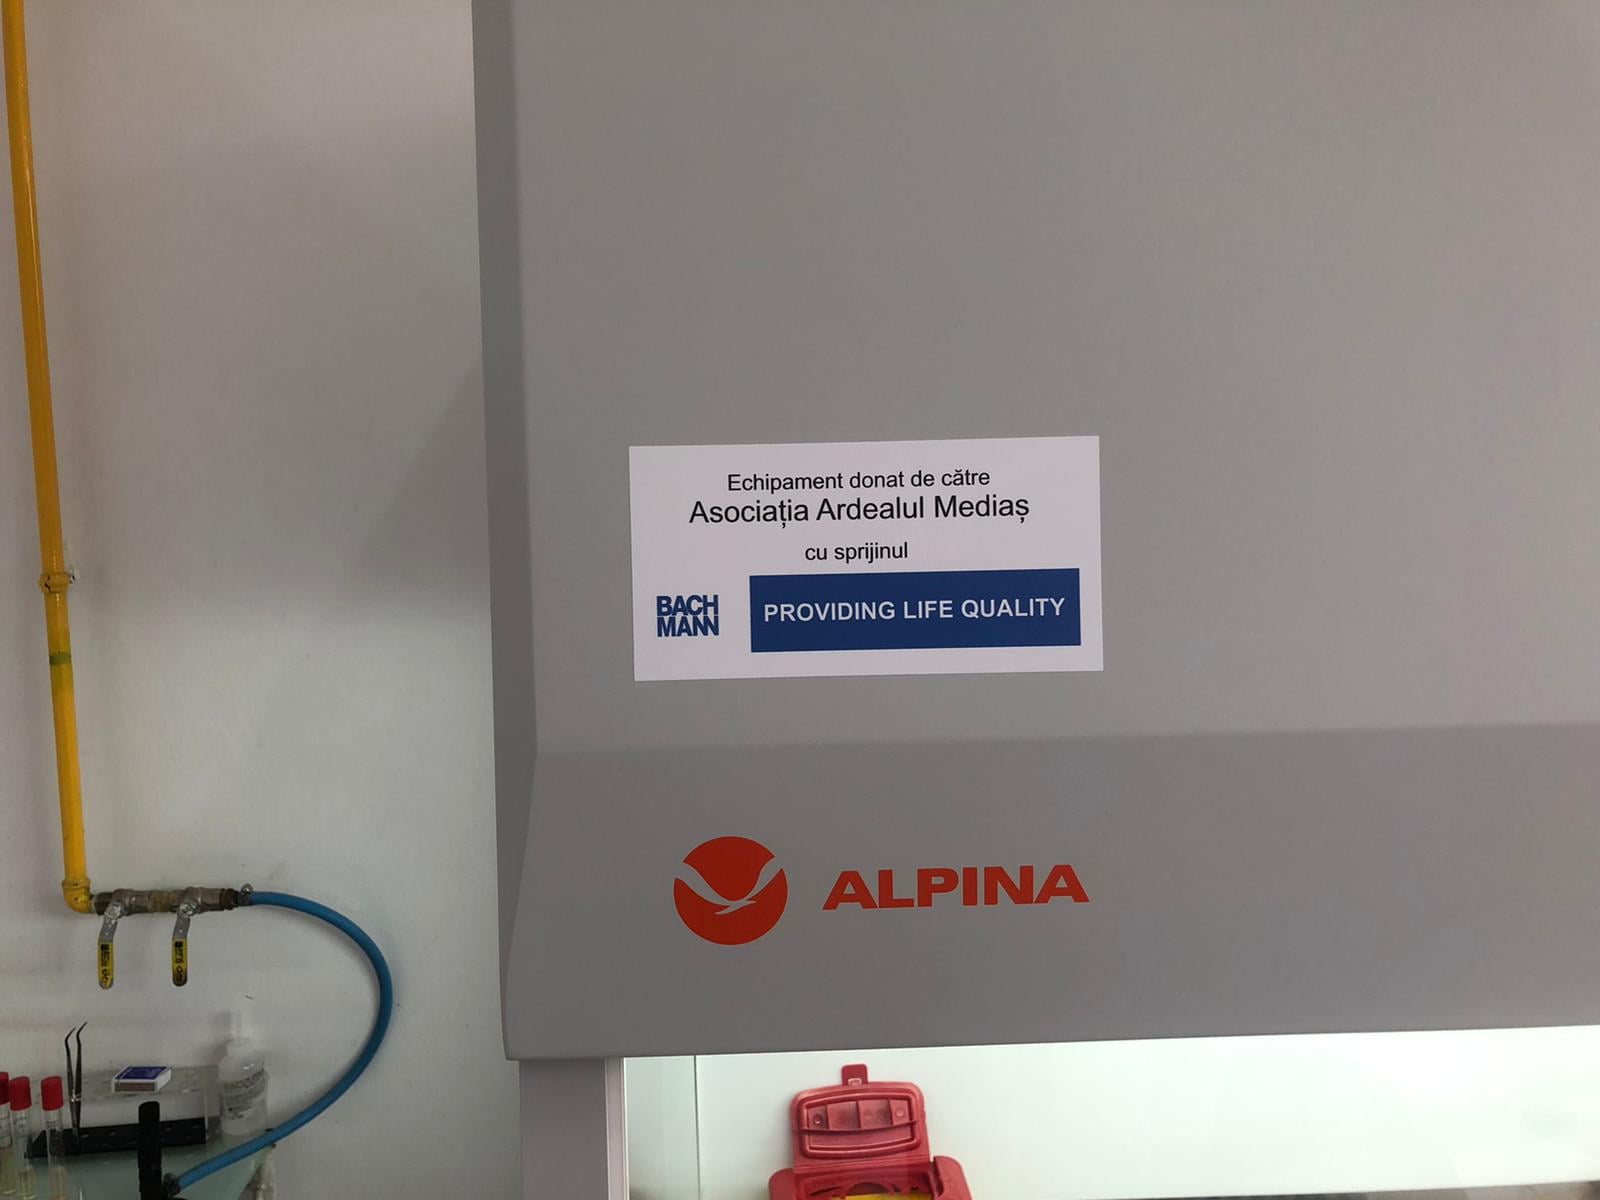 Echipament donat de către
Asociația Ardealul Mediaș
cu sprijinul
BACH
MANN
PROVIDING LIFE QUALITY
ALPINA